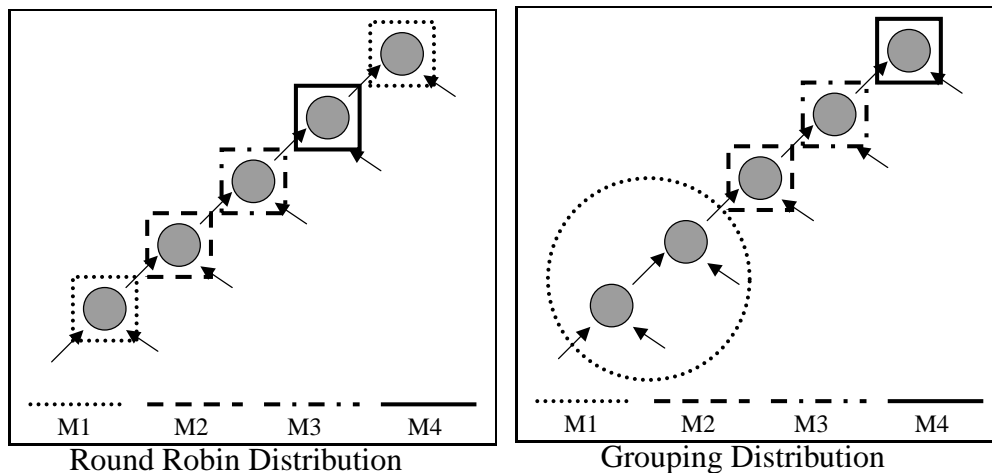 M1 M2 M3 M4
Round Robin Distribution
M1 M2 M3 M4
Grouping Distribution